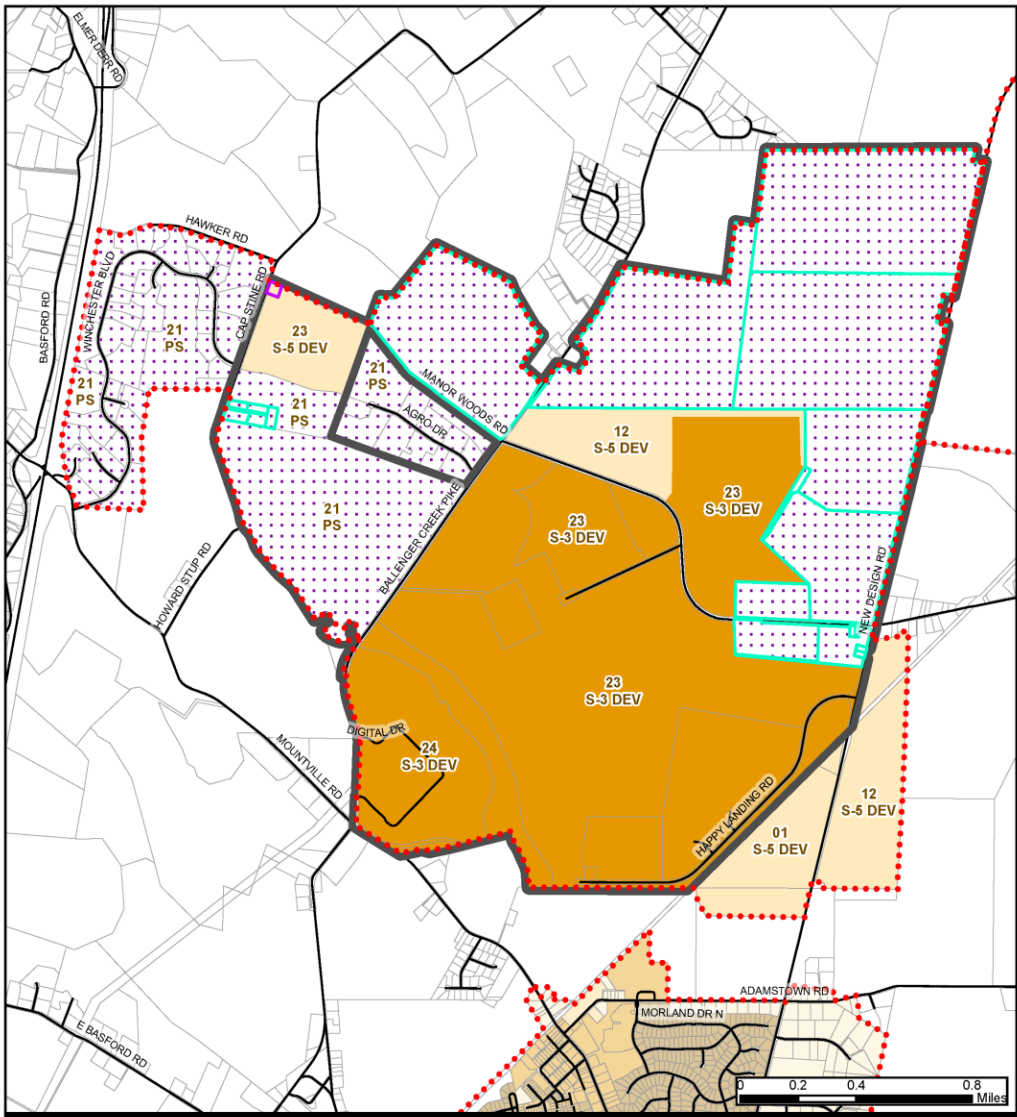 ELMER DERR RD
HAWKER RD
WINCHESTER BLVD
BASFORD RD
CAP STINE RD
21
PS
23
S-5 DEV
21
PS
21
PS
MANOR WOODS RD
AGRO DR
21
PS
12
S-5 DEV
23
S-3 DEV
23
S-3 DEV
21
PS
BALLENGER CREEK PIKE
HOWARD STUP RD
NEW DESIGN RD
23
S-3 DEV
DIGITAL DR
24
S-3 DEV
MOUNTVILLE RD
HAPPY LANDING RD
12
S-5 DEV
01
S-5 DEV
ADAMSTOWN RD
MORLAND DR N
E BASFORD RD
0 0.2 0.4 0.8
Miles